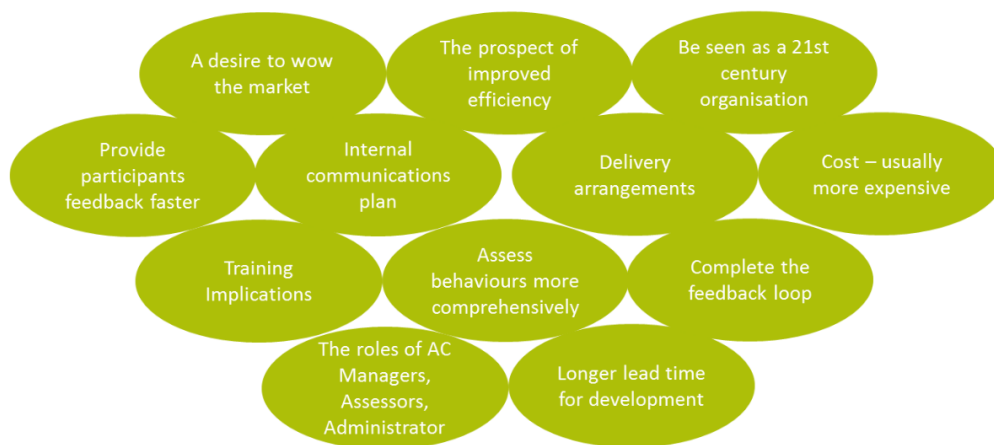 A desire to wow
the market
The prospect of
improved
efficiency
Be seen as a 21st
century
organisation
Provide
participants
feedback faster
Internal
communications
plan
Delivery
arrangements
Cost – usually
more expensive
Training
Implications
Assess
behaviours more
comprehensively
Complete the
feedback loop
The roles of AC
Managers,
Assessors,
Administrator
Longer lead time
for development